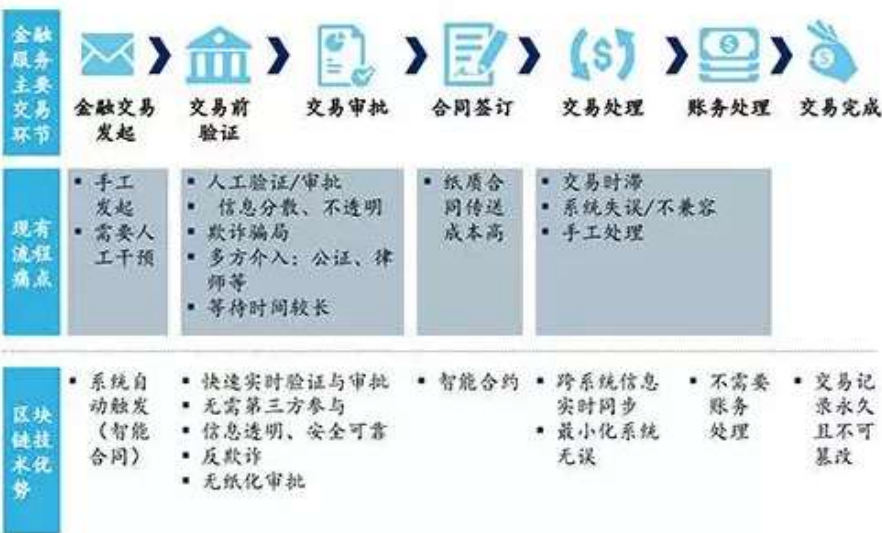 金融
服务
主要
交易
环节
金融交易
发起
交易前
验证
交易审批
合同签订
交易处理
账务处理
交易完成
现有
流程
痛点
▪ 手工
发起
▪ 需要人
工干预
▪ 人工验证/审批
▪ 信息分散、不透明
▪ 欺诈骗局
▪ 多方介入：公证、律
师等
▪ 等待时间较长
▪ 纸质合
同传送
成本高
▪ 交易时滞
▪ 系统失误/不兼容
▪ 手工处理
区块
链技
术优
势
▪ 系统自
动触发
（智能
合同）
▪ 快速实时验证与审批
▪ 无需第三方参与
▪ 信息透明、安全可靠
▪ 反欺诈
▪ 无纸化审批
▪ 智能合约
▪ 跨系统信息
实时同步
▪ 最小化系统
无误
▪ 不需要
账务
处理
▪ 交易记
录永久
且不可
篡改